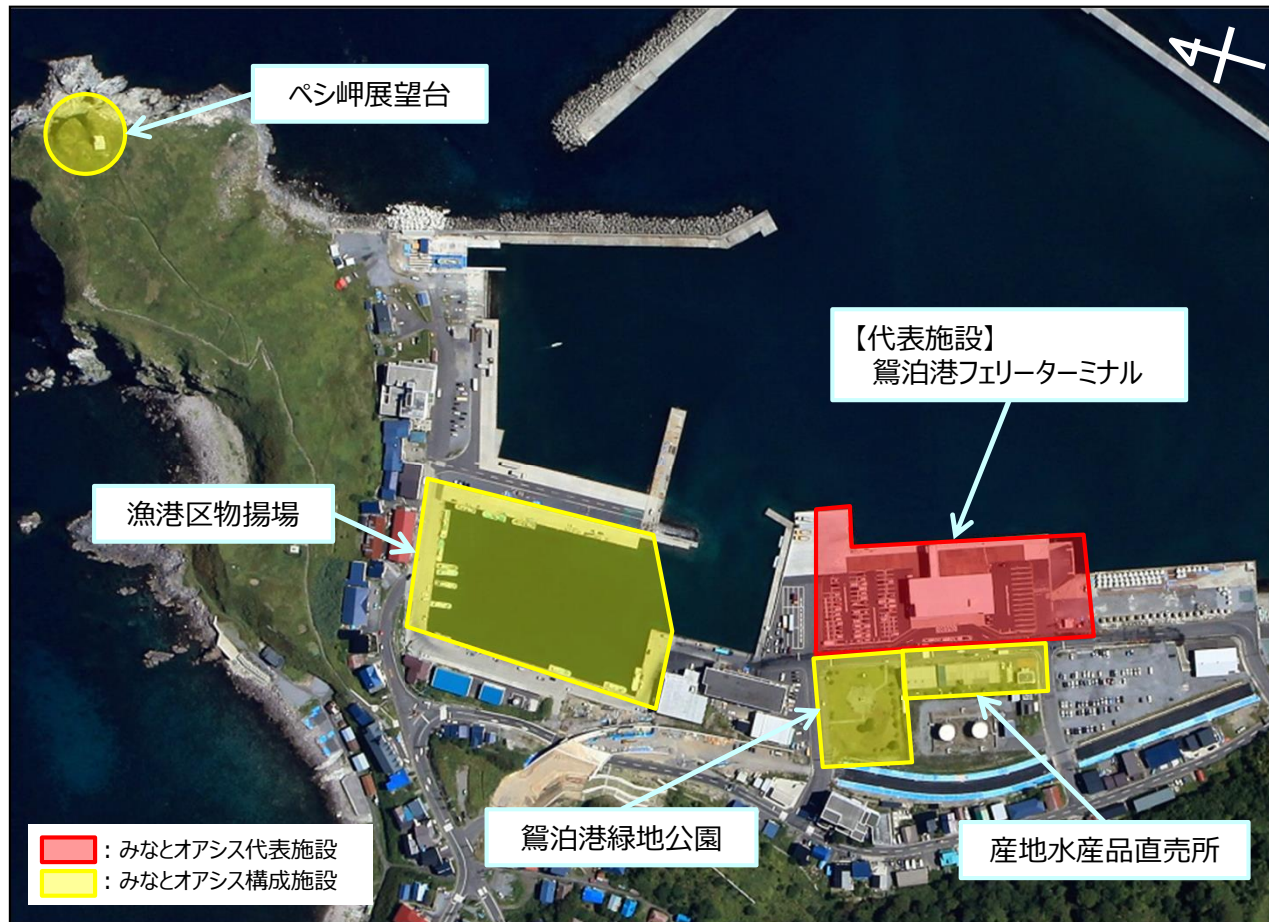 ペシ岬展望台
【代表施設】
鴛泊港フェリーターミナル
漁港区物揚場
鴛泊港緑地公園
産地水産品直売所
：みなとオアシス代表施設
：みなとオアシス構成施設